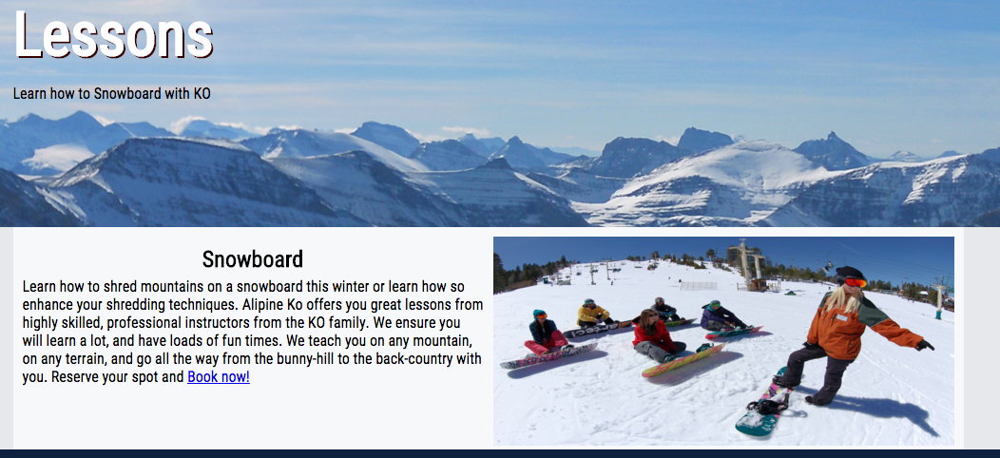 Lessons
Learn how to Snowboard with KO
Snowboard
Learn how to shred mountains on a snowboard this winter or learn how so
enhance your shredding techniques. Alipine Ko offers you great lessons from
highly skilled, professional instructors from the KO family. We ensure you
will learn a lot, and have loads of fun times. We teach you on any mountain,
on any terrain, and go all the way from the bunny-hill to the back-country with
you. Reserve your spot and Book now!